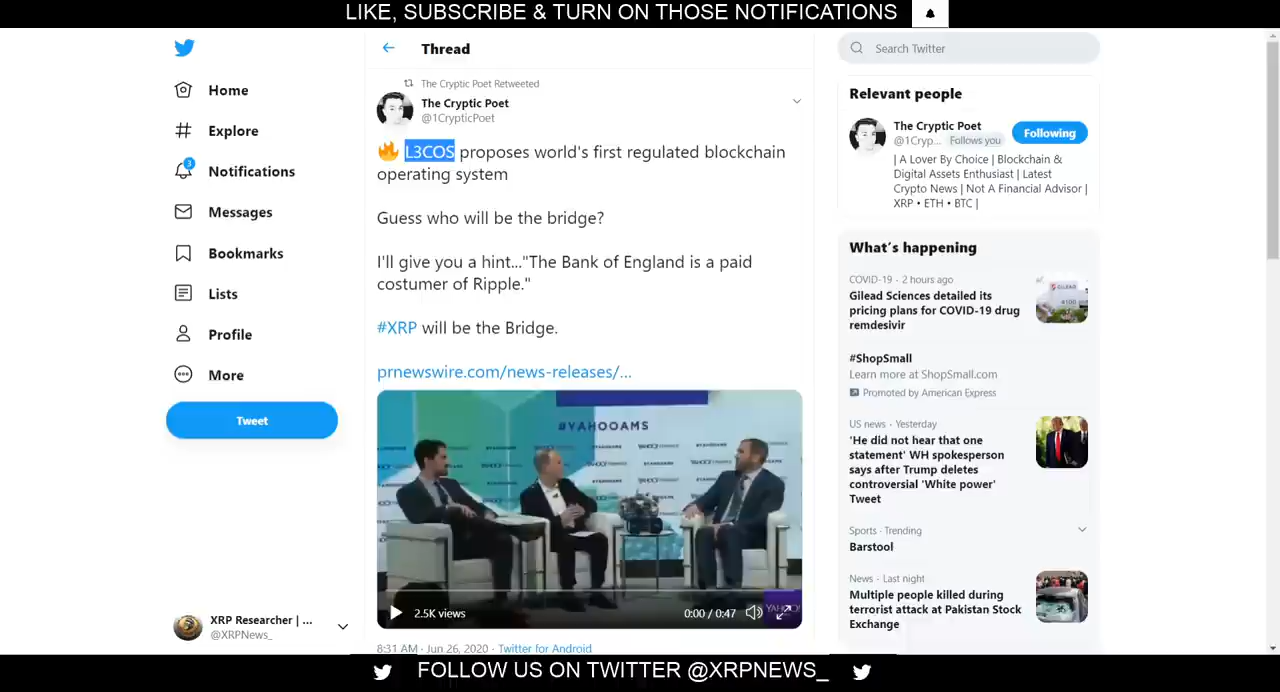 LIKE, SUBSCRIBE & TURN ON THOSE NOTIFICATIONS
Home
Explore
3
Notifications
Messages
Bookmarks
Lists
Profile
More
Tweet
XRP Researcher | ...
@XRPNews_
Thread
The Cryptic Poet Retweeted
The Cryptic Poet
@1CrypticPoet
L3COS proposes world's first regulated blockchain
operating system
Guess who will be the bridge?
I'll give you a hint..."The Bank of England is a paid
costumer of Ripple."
#XRP will be the Bridge.
prnewswire.com/news-releases/...
#YAHOOAMS
2.5K views
0:00 / 0:47
YAHOO!
8:31 AM · Jun 26, 2020 · Twitter for Android
Search Twitter
Relevant people
The Cryptic Poet
@1Cryp... Follows you
Following
| A Lover By Choice | Blockchain &
Digital Assets Enthusiast | Latest
Crypto News | Not A Financial Advisor |
XRP • ETH • BTC |
What's happening
COVID-19 · 2 hours ago
Gilead Sciences detailed its
pricing plans for COVID-19 drug
remdesivir
#ShopSmall
Learn more at ShopSmall.com
Promoted by American Express
US news · Yesterday
'He did not hear that one
statement' WH spokesperson
says after Trump deletes
controversial 'White power'
Tweet
Sports · Trending
Barstool
News · Last night
Multiple people killed during
terrorist attack at Pakistan Stock
Exchange
FOLLOW US ON TWITTER @XRPNEWS_